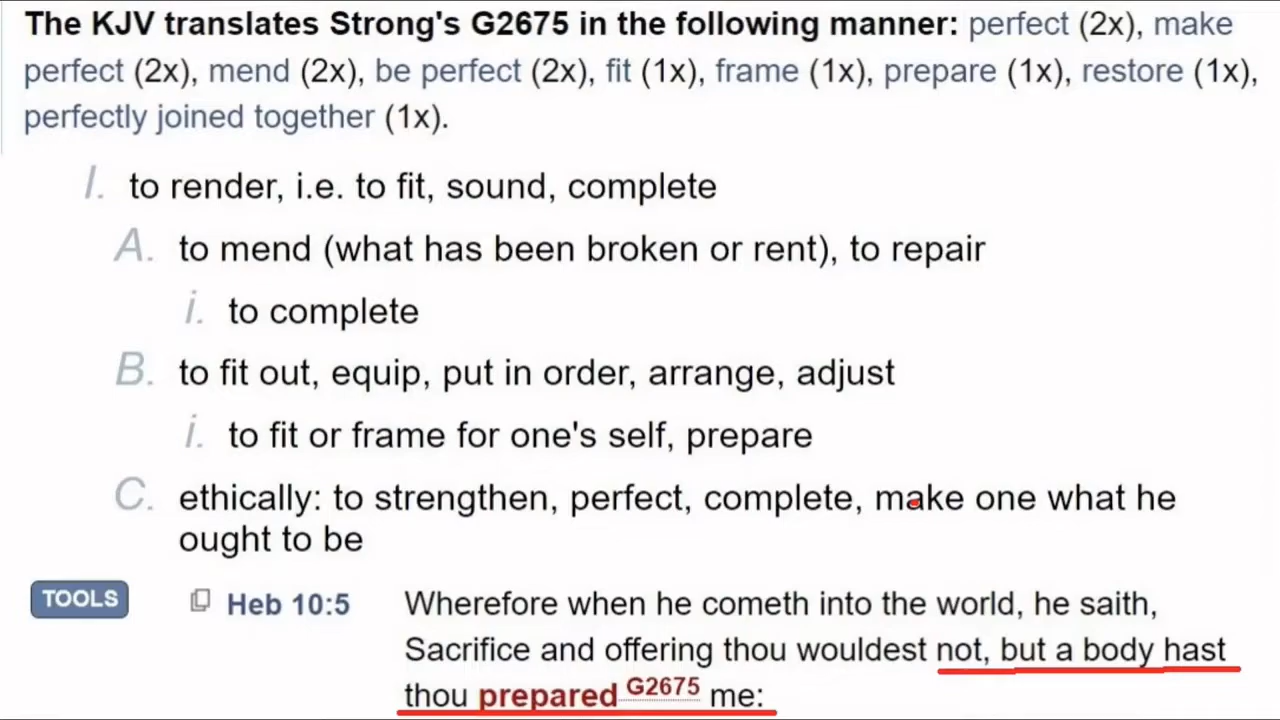 The KJV translates Strong's G2675 in the following manner: perfect (2x), make
perfect (2x), mend (2x), be perfect (2x), fit (1x), frame (1x), prepare (1x), restore (1x),
perfectly joined together (1x).
I. to render, i.e. to fit, sound, complete
A. to mend (what has been broken or rent), to repair
i. to complete
B. to fit out, equip, put in order, arrange, adjust
i. to fit or frame for one's self, prepare
C. ethically: to strengthen, perfect, complete, make one what he
ought to be
TOOLS Heb 10:5 Wherefore when he cometh into the world, he saith,
Sacrifice and offering thou wouldest not, but a body hast
thou prepared G2675 me: